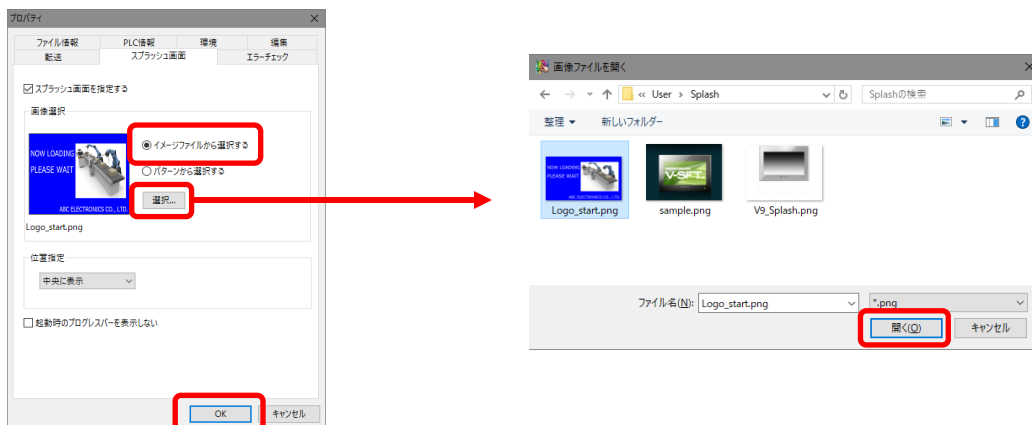 プロパティ
ファイル情報 PLC情報 環境 編集
転送 スプラッシュ画面 エラーチェック
スプラッシュ画面を指定する
画像選択
NOW LOADING
PLEASE WAIT
ABC ELECTRONICS CO., LTD.
イメージファイルから選択する
パターンから選択する
選択...
Logo_start.png
位置指定
中央に表示
起動時のプログレスバーを表示しない
OK キャンセル
画像ファイルを開く
« User › Splash Splashの検索
整理 新しいフォルダー
NOW LOADING
PLEASE WAIT
ABC ELECTRONICS CO., LTD.
V-SFT
Logo_start.png sample.png V9_Splash.png
ファイル名(N): Logo_start.png *.png
開く(O) キャンセル